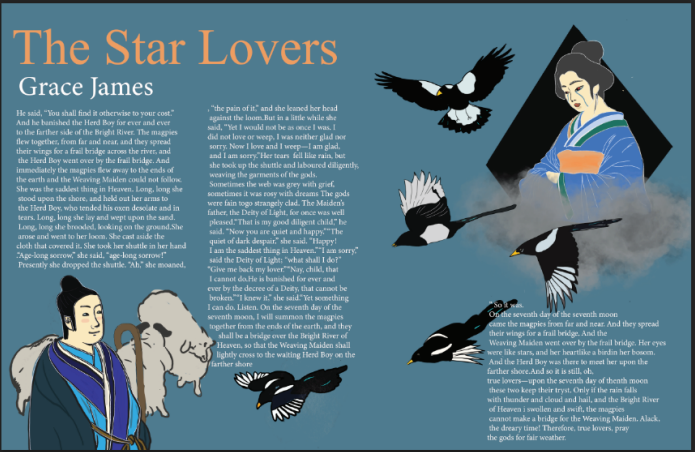 The Star Lovers
Grace James
He said, "You shall find it otherwise to your cost."
And he banished the Herd Boy for ever and ever
to the farther side of the Bright River. The magpies
flew together, from far and near, and they spread
their wings for a frail bridge across the river, and
the Herd Boy went over by the frail bridge. And
immediately the magpies flew away to the ends of
the earth and the Weaving Maiden could not follow.
She was the saddest thing in Heaven. Long, long she
stood upon the shore, and held out her arms to
the Herd Boy, who tended his oxen desolate and in
tears. Long, long she lay and wept upon the sand.
Long, long she brooded, looking on the ground.She
arose and went to her loom. She cast aside the
cloth that covered it. She took her shuttle in her hand
"Age-long sorrow," she said, "age-long sorrow!"
Presently she dropped the shuttle. "Ah," she moaned,
, "the pain of it," and she leaned her head
against the loom.But in a little while she
said, "Yet I would not be as once I was. I
did not love or weep, I was neither glad nor
sorry. Now I love and I weep—I am glad,
and I am sorry."Her tears fell like rain, but
she took up the shuttle and laboured diligently,
weaving the garments of the gods.
Sometimes the web was grey with grief,
sometimes it was rosy with dreams The gods
were fain togo strangely clad. The Maiden's
father, the Deity of Light, for once was well
pleased."That is my good diligent child," he
said. "Now you are quiet and happy.""The
quiet of dark despair," she said. "Happy!
I am the saddest thing in Heaven.""I am sorry,"
said the Deity of Light; "what shall I do?"
"Give me back my lover.""Nay, child, that
I cannot do.He is banished for ever and
ever by the decree of a Deity, that cannot be
broken.""I knew it," she said."Yet something
I can do. Listen. On the seventh day of the
seventh moon, I will summon the magpies
together from the ends of the earth, and they
shall be a bridge over the Bright River of
Heaven, so that the Weaving Maiden shall
lightly cross to the waiting Herd Boy on the
farther shore
" So it was.
On the seventh day of the seventh moon
came the magpies from far and near. And they spread
their wings for a frail bridge. And the
Weaving Maiden went over by the frail bridge. Her eyes
were like stars, and her heartlike a birdin her bosom.
And the Herd Boy was there to meet her upon the
farther shore.And so it is still, oh,
true lovers—upon the seventh day of thenth moon
these two keep their tryst. Only if the rain falls
with thunder and cloud and hail, and the Bright River
of Heaven i swollen and swift, the magpies
cannot make a bridge for the Weaving Maiden. Alack,
the dreary time! Therefore, true lovers, pray
the gods for fair weather.